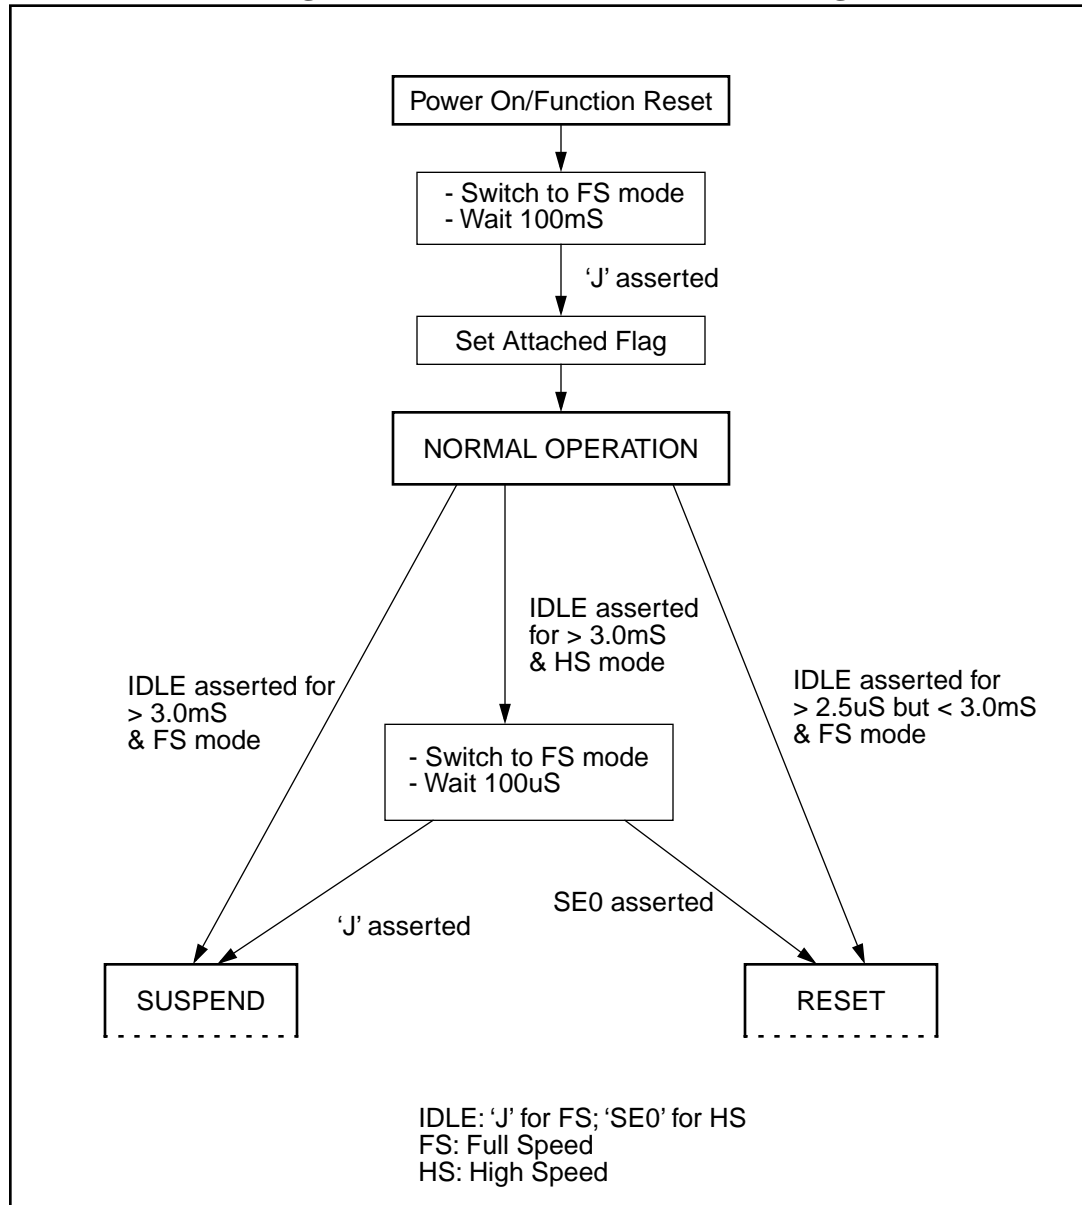 Power On/Function Reset
- Switch to FS mode
- Wait 100mS
‘J’ asserted
Set Attached Flag
NORMAL OPERATION
IDLE asserted
for > 3.0mS
& HS mode
IDLE asserted for
> 3.0mS
& FS mode
IDLE asserted for
> 2.5uS but < 3.0mS
& FS mode
- Switch to FS mode
- Wait 100uS
‘J’ asserted
SE0 asserted
SUSPEND
RESET
IDLE: ‘J’ for FS; ‘SE0’ for HS
FS: Full Speed
HS: High Speed